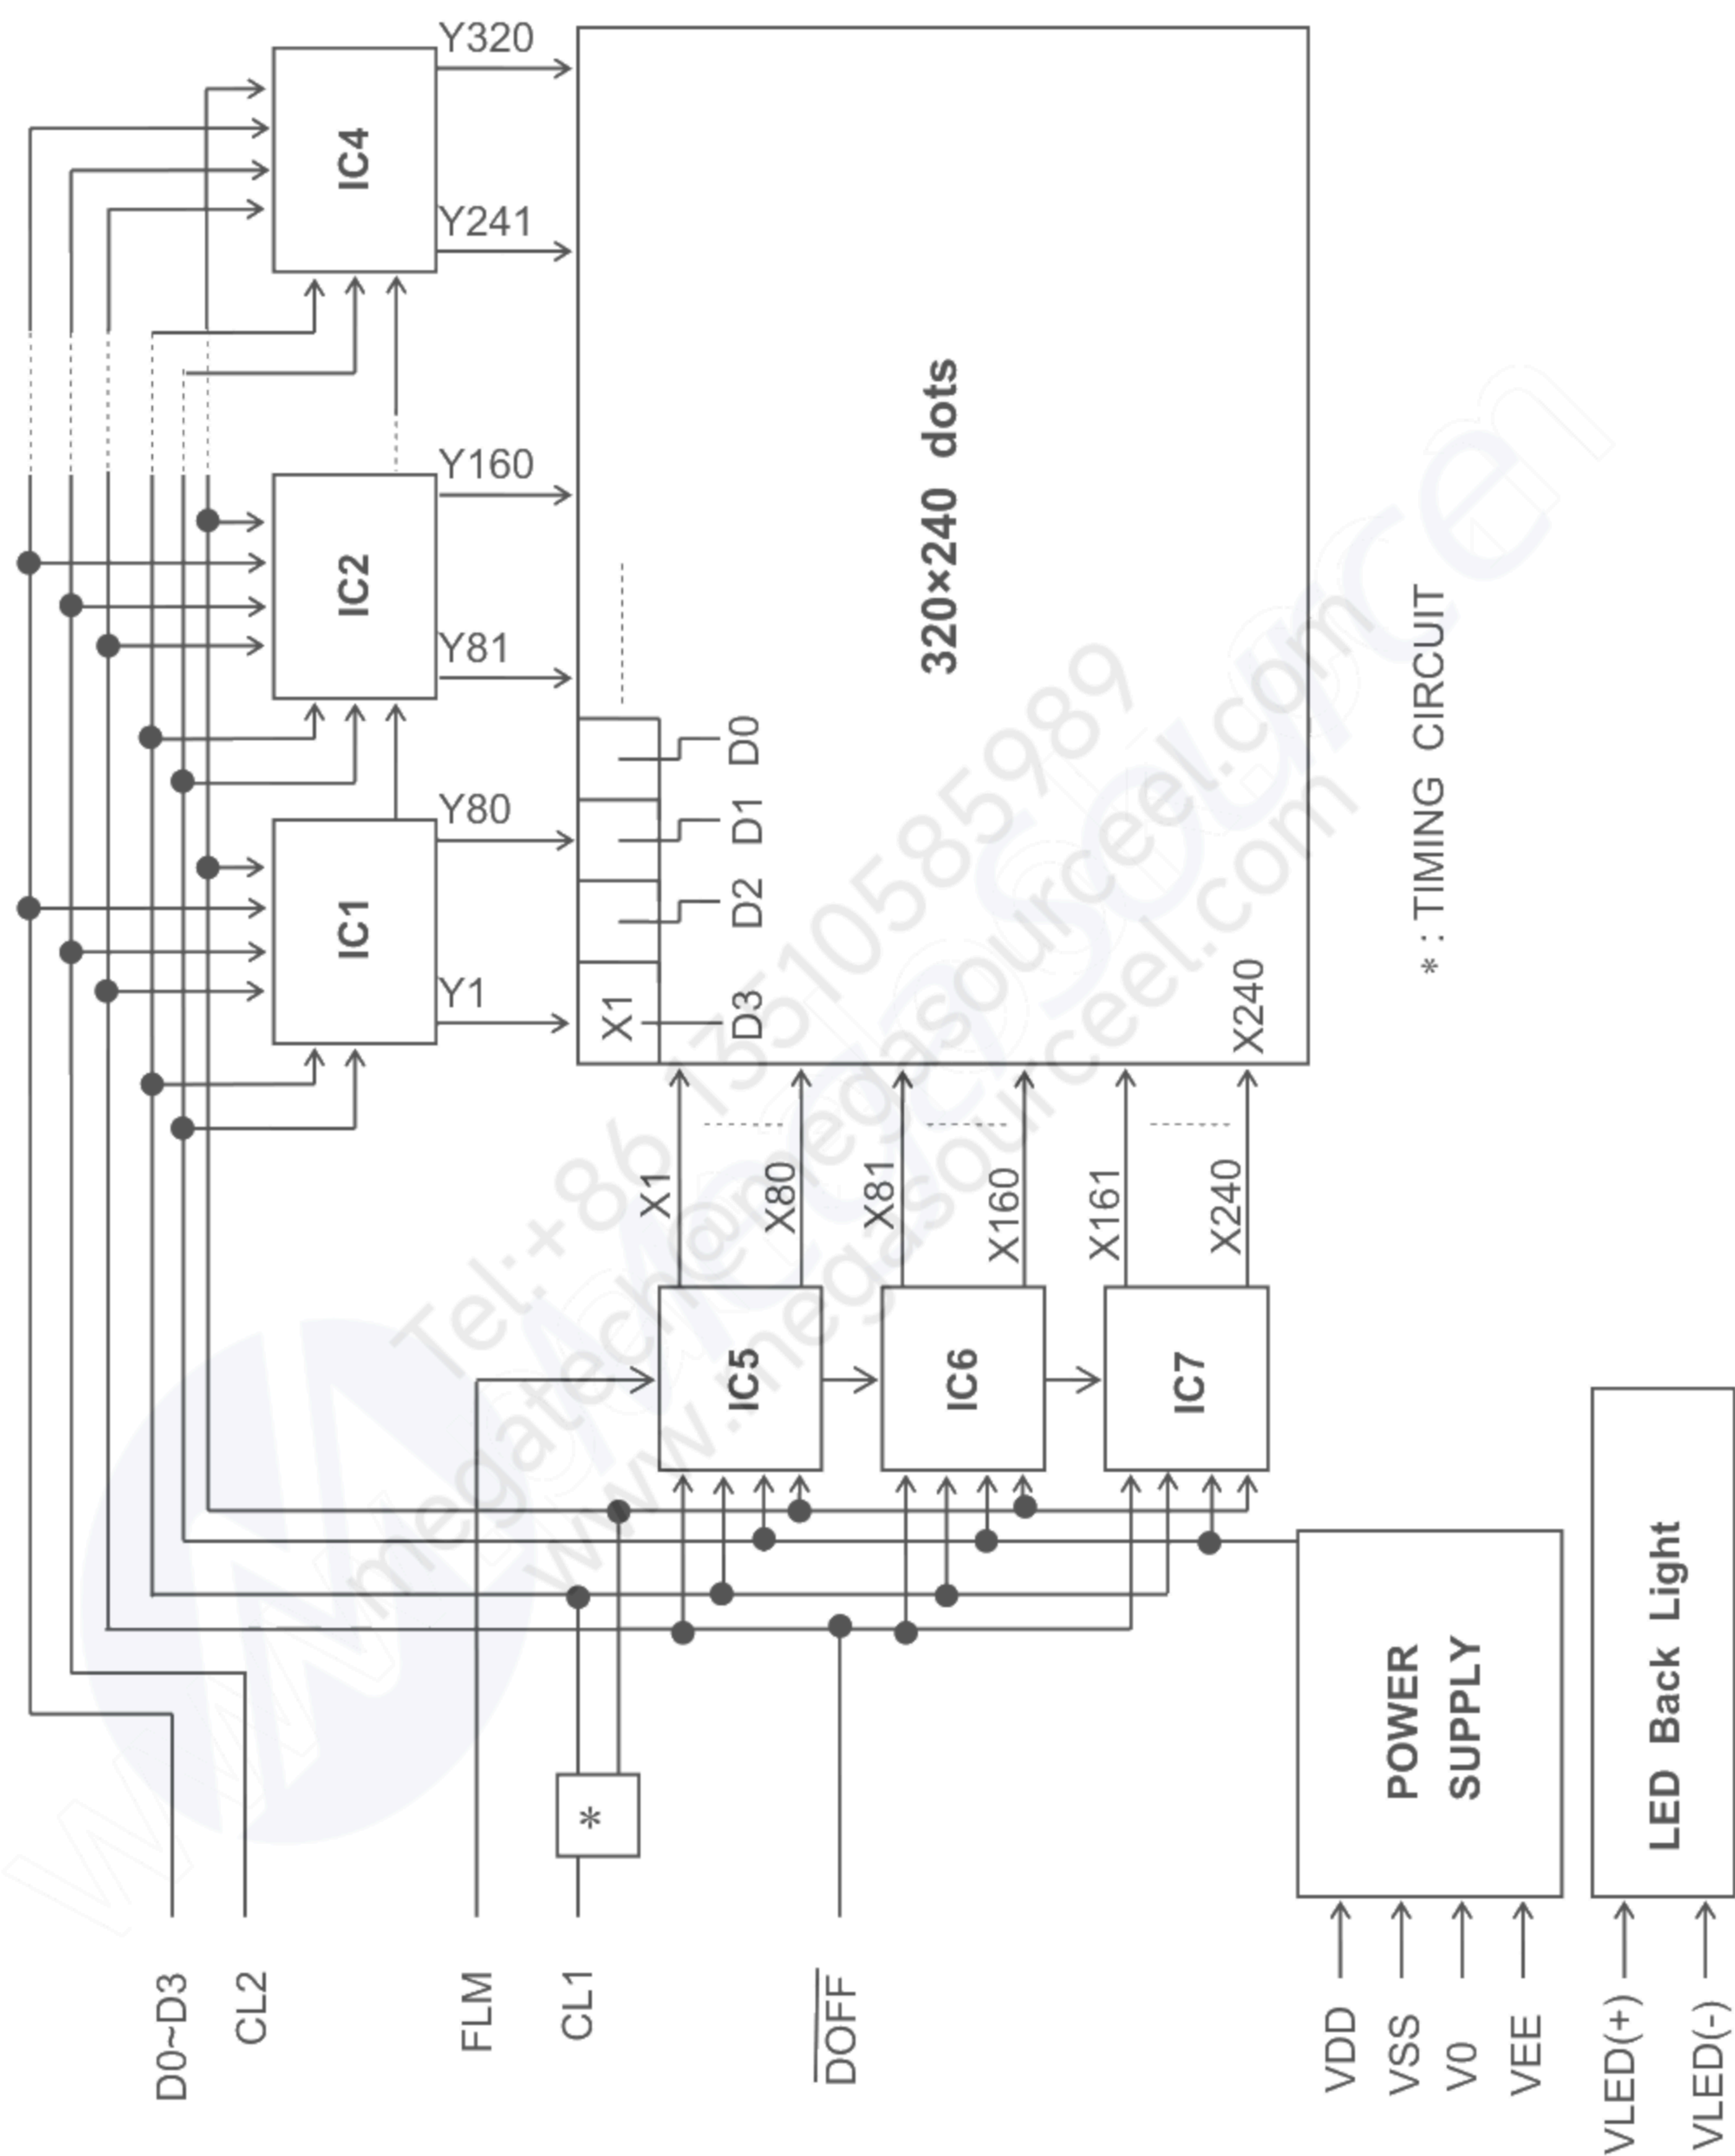 D0~D3
CL2
FLM
CL1
DOFF
VDD
VSS
V0
VEE
VLED(+)
VLED(-)
*
POWER
SUPPLY
LED Back Light
IC1
IC2
IC4
Y1
Y80
Y81
Y160
Y241
Y320
IC5
IC6
IC7
X1
X80
X81
X160
X161
X240
X1
D3
D2
D1
D0
X240
320×240 dots
* : TIMING CIRCUIT
Tel:+86 13510585989
megatech@megasourceel.com
www.megasourceel.com
MegaSource